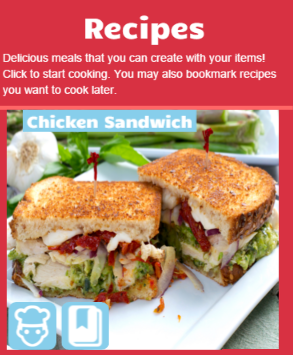 Recipes
Delicious meals that you can create with your items!
Click to start cooking. You may also bookmark recipes
you want to cook later.
Chicken Sandwich